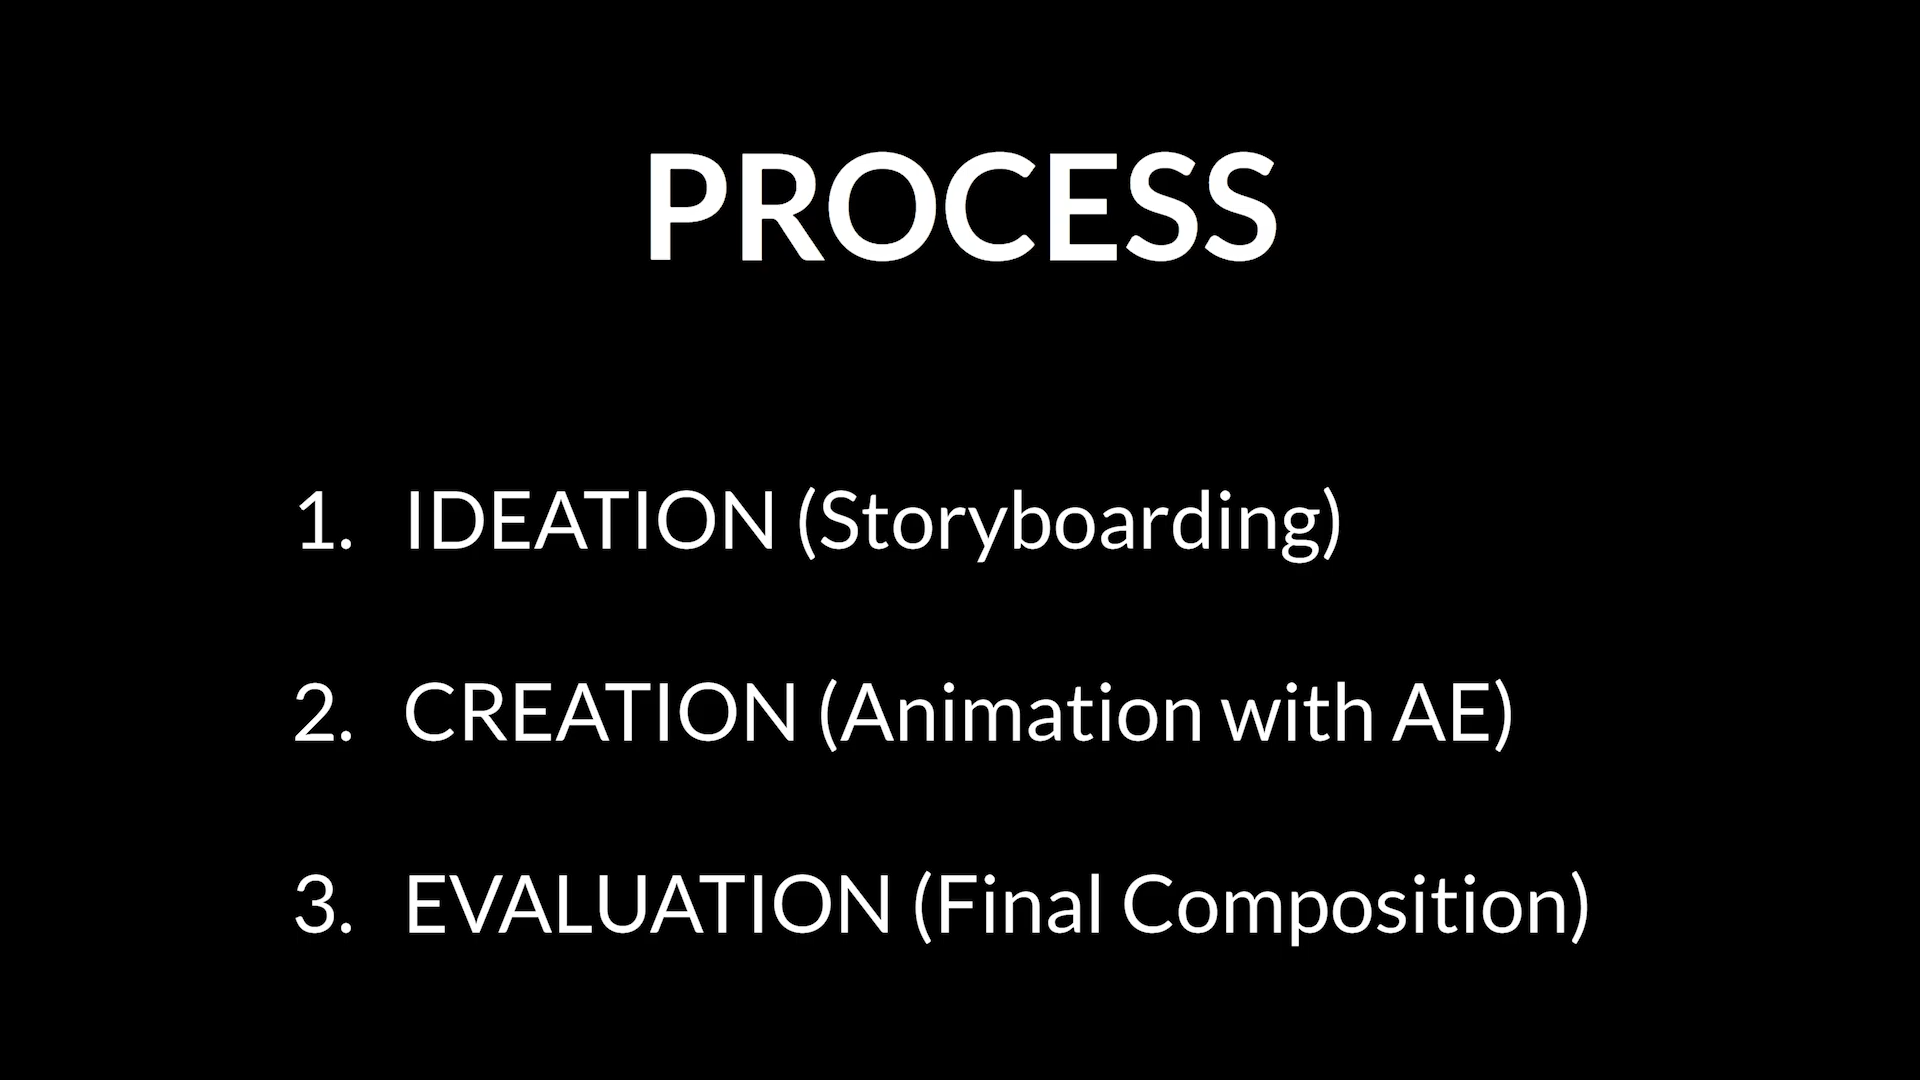 PROCESS
1. IDEATION (Storyboarding)
2. CREATION (Animation with AE)
3. EVALUATION (Final Composition)